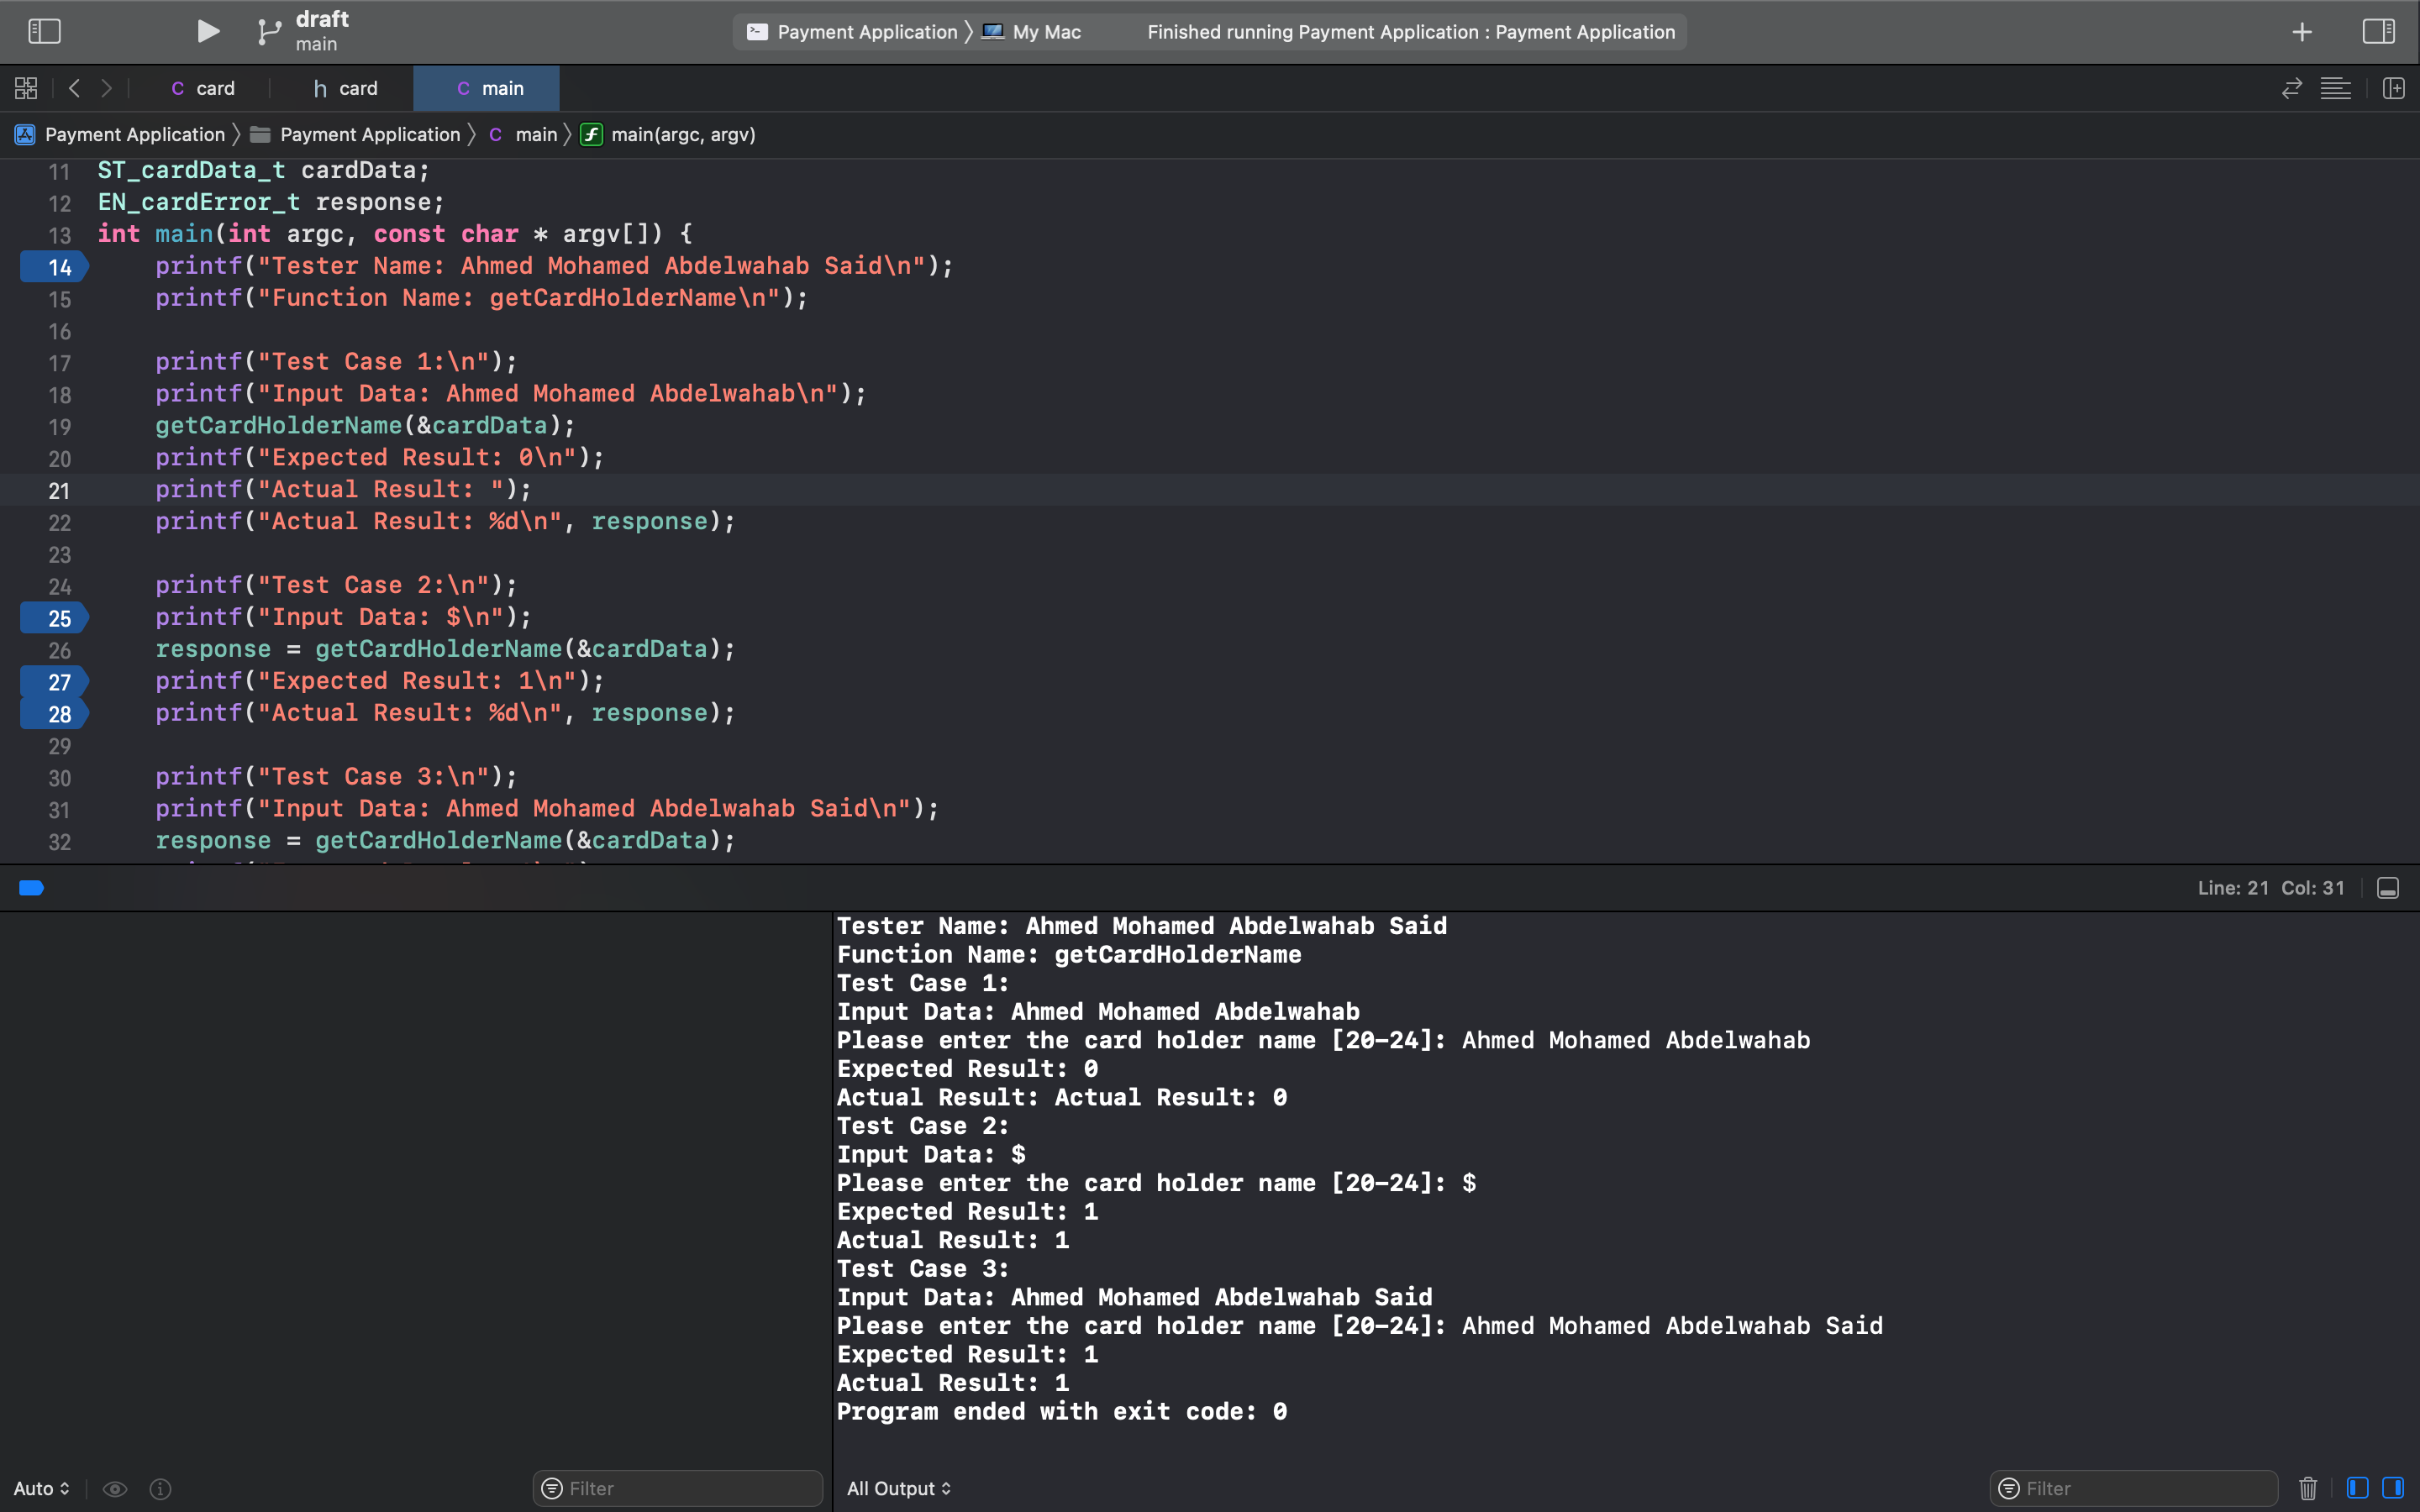 draft
main
Payment Application 〉 My Mac
Finished running Payment Application : Payment Application
C card
h card
C main
Payment Application 〉 Payment Application 〉 C main 〉 f main(argc, argv)
11 ST_cardData_t cardData;
12 EN_cardError_t response;
13 int main(int argc, const char * argv[]) {
14 printf("Tester Name: Ahmed Mohamed Abdelwahab Said\n");
15 printf("Function Name: getCardHolderName\n");
16
17 printf("Test Case 1:\n");
18 printf("Input Data: Ahmed Mohamed Abdelwahab\n");
19 getCardHolderName(&cardData);
20 printf("Expected Result: 0\n");
21 printf("Actual Result: ");
22 printf("Actual Result: %d\n", response);
23
24 printf("Test Case 2:\n");
25 printf("Input Data: $\n");
26 response = getCardHolderName(&cardData);
27 printf("Expected Result: 1\n");
28 printf("Actual Result: %d\n", response);
29
30 printf("Test Case 3:\n");
31 printf("Input Data: Ahmed Mohamed Abdelwahab Said\n");
32 response = getCardHolderName(&cardData);
Line: 21 Col: 31
Tester Name: Ahmed Mohamed Abdelwahab Said
Function Name: getCardHolderName
Test Case 1:
Input Data: Ahmed Mohamed Abdelwahab
Please enter the card holder name [20-24]: Ahmed Mohamed Abdelwahab
Expected Result: 0
Actual Result: Actual Result: 0
Test Case 2:
Input Data: $
Please enter the card holder name [20-24]: $
Expected Result: 1
Actual Result: 1
Test Case 3:
Input Data: Ahmed Mohamed Abdelwahab Said
Please enter the card holder name [20-24]: Ahmed Mohamed Abdelwahab Said
Expected Result: 1
Actual Result: 1
Program ended with exit code: 0
Auto
Filter
All Output
Filter